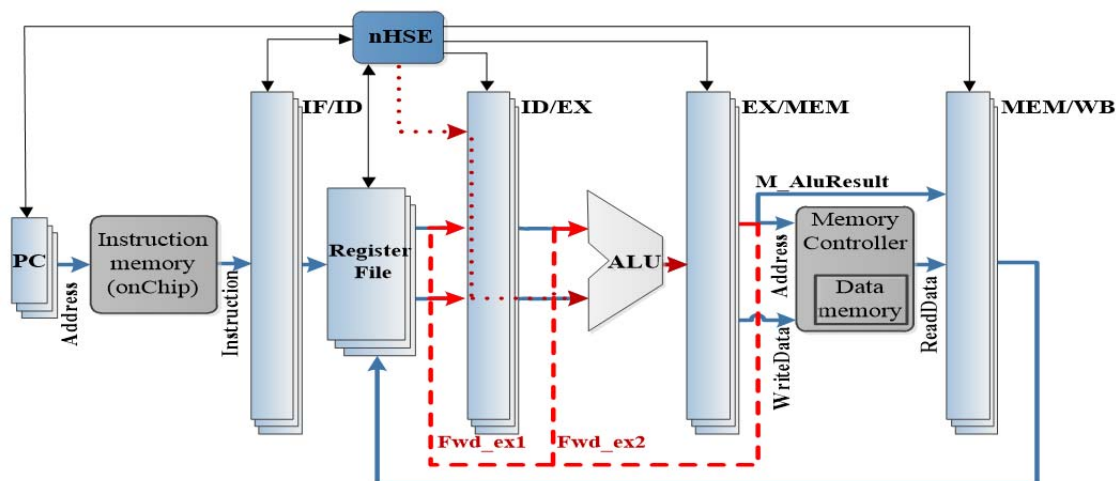 nHSE
IF/ID
ID/EX
EX/MEM
MEM/WB
M_AluResult
PC
Address
Instruction
memory
(onChip)
Instruction
Register
File
ALU
Address
WriteData
Memory
Controller
Data
memory
ReadData
Fwd_ex1
Fwd_ex2